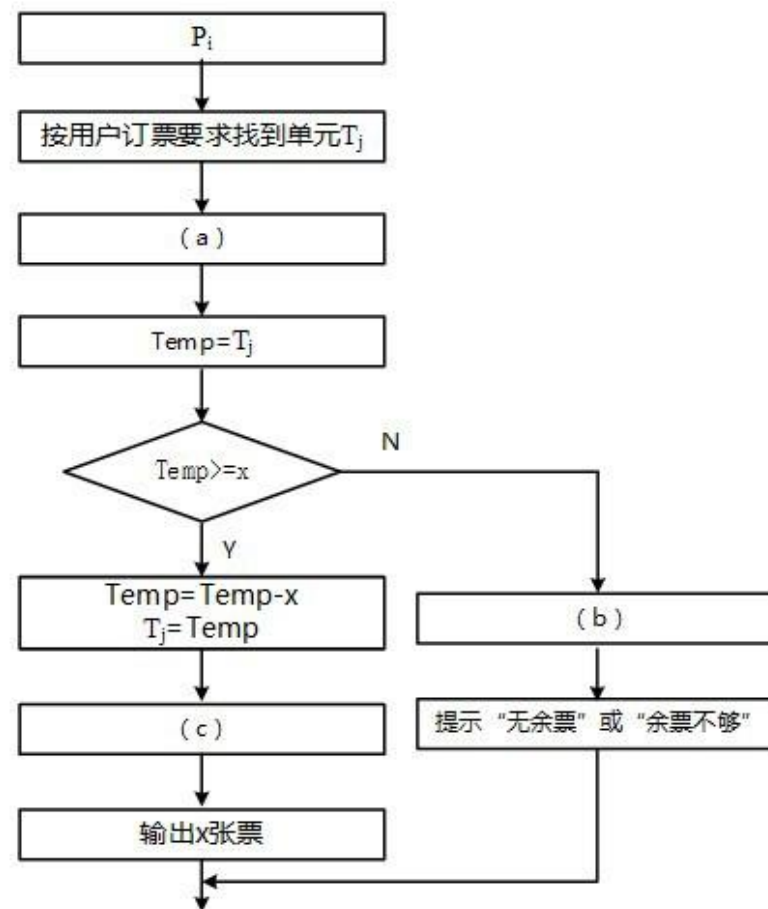 Pi
按用户订票要求找到单元Tj
(a)
Temp=Tj
Temp>=x
N
Y
Temp=Temp-x
Tj=Temp
(b)
(c)
提示“无余票”或“余票不够”
输出x张票